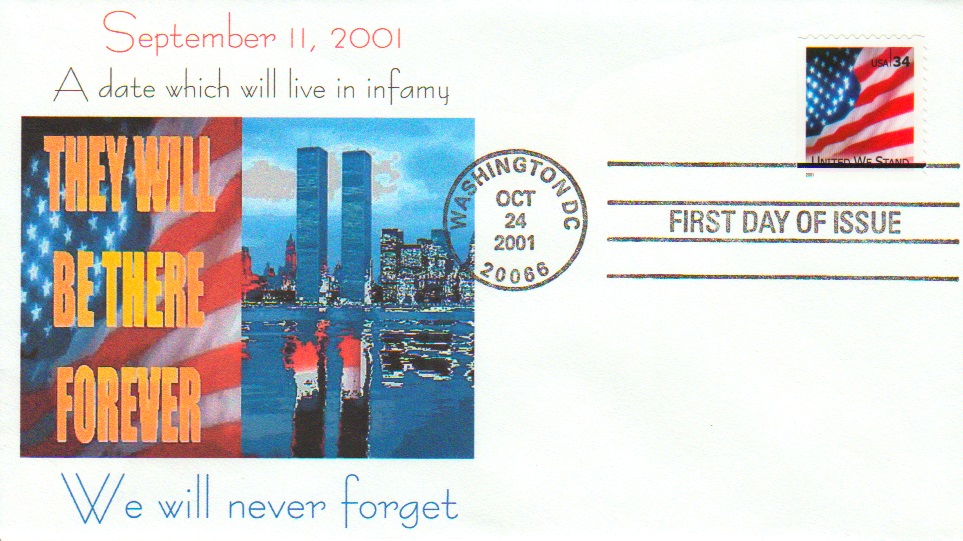 September 11, 2001
A date which will live in infamy
THEY WILL
BE THERE
FOREVER
We will never forget
WASHINGTON DC
OCT
24
2001
20066
USA 34
UNITED WE STAND
FIRST DAY OF ISSUE